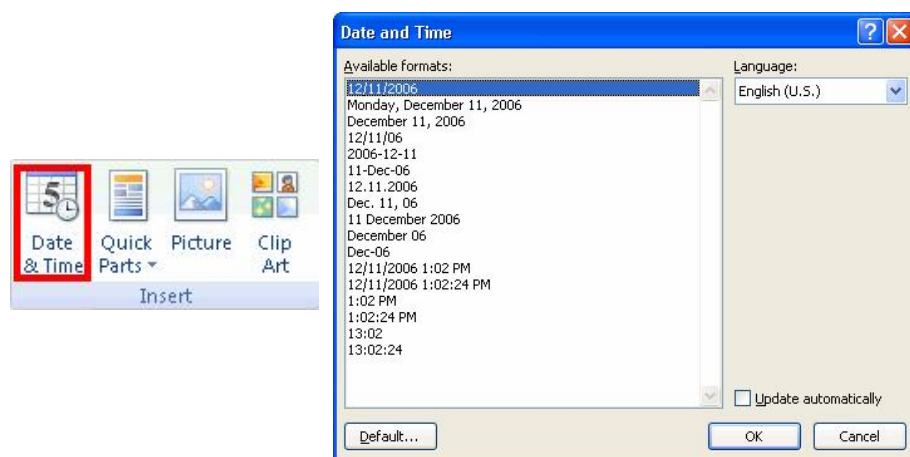 Date & Time
Quick Parts
Picture
Clip Art
Insert
Date and Time
Available formats:
12/11/2006
Monday, December 11, 2006
December 11, 2006
12/11/06
2006-12-11
11-Dec-06
12.11.2006
Dec. 11, 06
11 December 2006
December 06
Dec-06
12/11/2006 1:02 PM
12/11/2006 1:02:24 PM
1:02 PM
1:02:24 PM
13:02
13:02:24
Language:
English (U.S.)
Update automatically
Default...
OK
Cancel